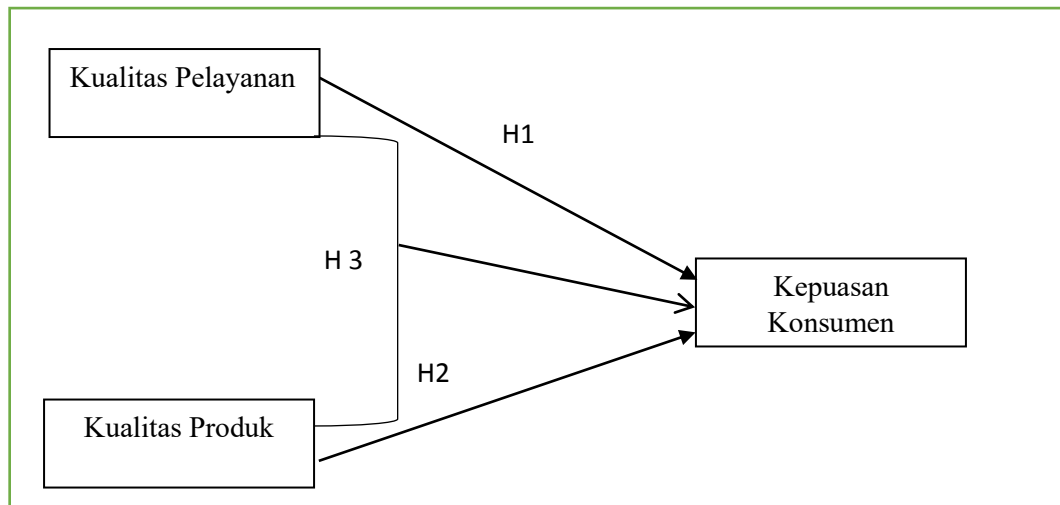 Kualitas Pelayanan
H1
H 3
Kepuasan
Konsumen
H2
Kualitas Produk